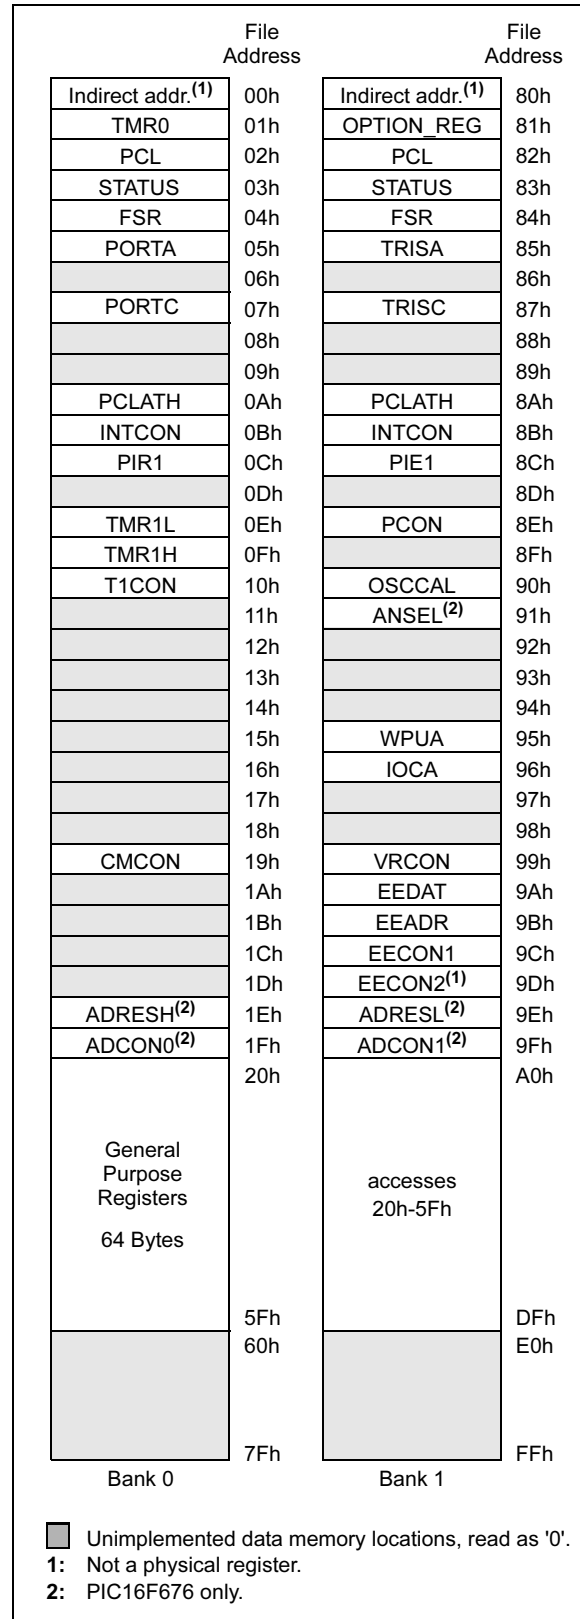 File Address File Address
Indirect addr.(1) 00h Indirect addr.(1) 80h
TMR0 01h OPTION_REG 81h
PCL 02h PCL 82h
STATUS 03h STATUS 83h
FSR 04h FSR 84h
PORTA 05h TRISA 85h
06h 86h
PORTC 07h TRISC 87h
08h 88h
09h 89h
PCLATH 0Ah PCLATH 8Ah
INTCON 0Bh INTCON 8Bh
PIR1 0Ch PIE1 8Ch
0Dh 8Dh
TMR1L 0Eh PCON 8Eh
TMR1H 0Fh 8Fh
T1CON 10h OSCCAL 90h
11h ANSEL(2) 91h
12h 92h
13h 93h
14h 94h
15h WPUA 95h
16h IOCA 96h
17h 97h
18h 98h
CMCON 19h VRCON 99h
1Ah EEDAT 9Ah
1Bh EEADR 9Bh
1Ch EECON1 9Ch
1Dh EECON2(1) 9Dh
ADRESH(2) 1Eh ADRESL(2) 9Eh
ADCON0(2) 1Fh ADCON1(2) 9Fh
20h A0h
General
Purpose
Registers
64 Bytes
accesses
20h-5Fh
5Fh DFh
60h E0h
7Fh FFh
Bank 0 Bank 1
Unimplemented data memory locations, read as '0'.
1: Not a physical register.
2: PIC16F676 only.